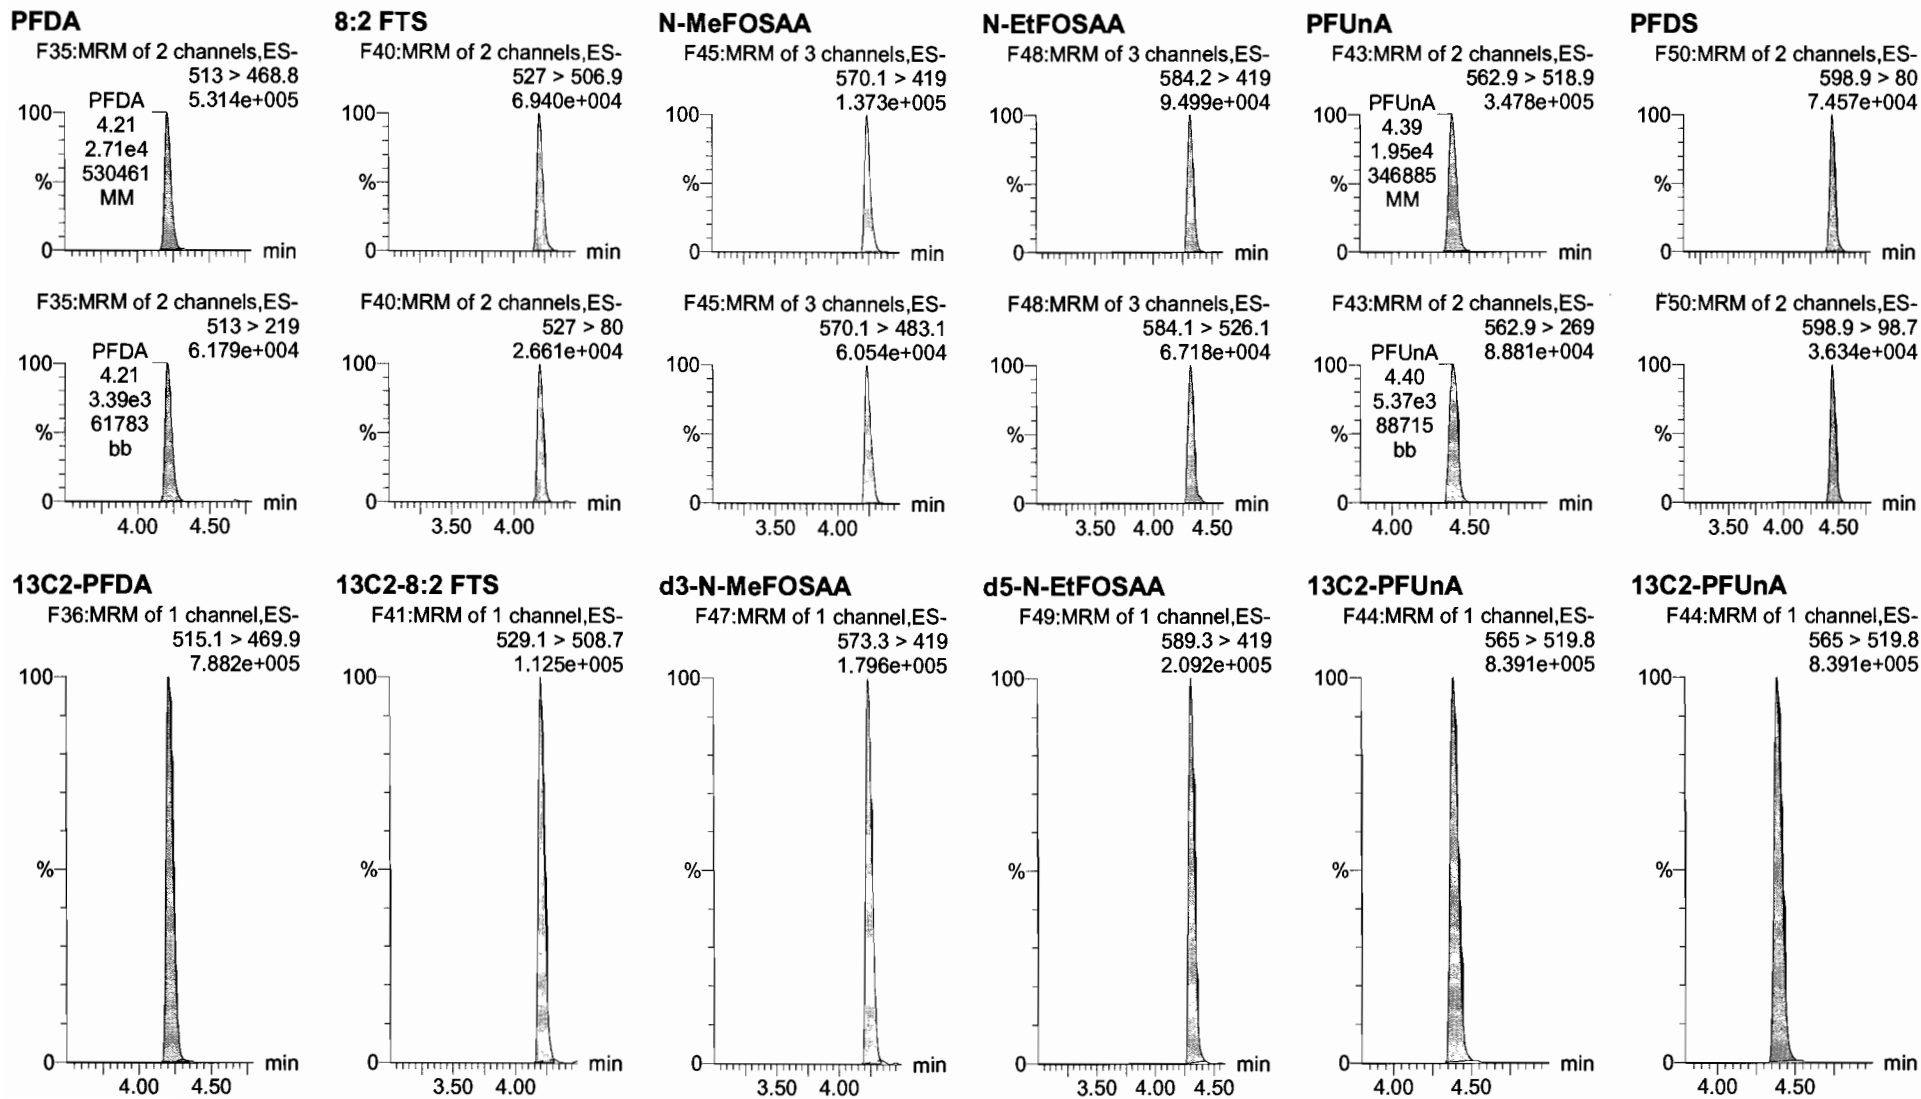 PFDA
F35:MRM of 2 channels,ES-
513 > 468.8
5.314e+005
100
PFDA
4.21
2.71e4
530461
MM
%
0
min
F35:MRM of 2 channels,ES-
513 > 219
6.179e+004
100
PFDA
4.21
3.39e3
61783
bb
%
0
min
4.00 4.50
8:2 FTS
F40:MRM of 2 channels,ES-
527 > 506.9
6.940e+004
100
%
0
min
F40:MRM of 2 channels,ES-
527 > 80
2.661e+004
100
%
0
min
3.50 4.00
N-MeFOSAA
F45:MRM of 3 channels,ES-
570.1 > 419
1.373e+005
100
%
0
min
F45:MRM of 3 channels,ES-
570.1 > 483.1
6.054e+004
100
%
0
min
3.50 4.00
N-EtFOSAA
F48:MRM of 3 channels,ES-
584.2 > 419
9.499e+004
100
%
0
min
F48:MRM of 3 channels,ES-
584.1 > 526.1
6.718e+004
100
%
0
min
3.50 4.00 4.50
PFUnA
F43:MRM of 2 channels,ES-
562.9 > 518.9
3.478e+005
100
PFUnA
4.39
1.95e4
346885
MM
%
0
min
F43:MRM of 2 channels,ES-
562.9 > 269
8.881e+004
100
PFUnA
4.40
5.37e3
88715
bb
%
0
min
4.00 4.50
PFDS
F50:MRM of 2 channels,ES-
598.9 > 80
7.457e+004
100
%
0
min
F50:MRM of 2 channels,ES-
598.9 > 98.7
3.634e+004
100
%
0
min
3.50 4.00 4.50
13C2-PFDA
F36:MRM of 1 channel,ES-
515.1 > 469.9
7.882e+005
100
%
0
min
4.00 4.50
13C2-8:2 FTS
F41:MRM of 1 channel,ES-
529.1 > 508.7
1.125e+005
100
%
0
min
3.50 4.00
d3-N-MeFOSAA
F47:MRM of 1 channel,ES-
573.3 > 419
1.796e+005
100
%
0
min
3.50 4.00
d5-N-EtFOSAA
F49:MRM of 1 channel,ES-
589.3 > 419
2.092e+005
100
%
0
min
3.50 4.00 4.50
13C2-PFUnA
F44:MRM of 1 channel,ES-
565 > 519.8
8.391e+005
100
%
0
min
4.00 4.50
13C2-PFUnA
F44:MRM of 1 channel,ES-
565 > 519.8
8.391e+005
100
%
0
min
4.00 4.50